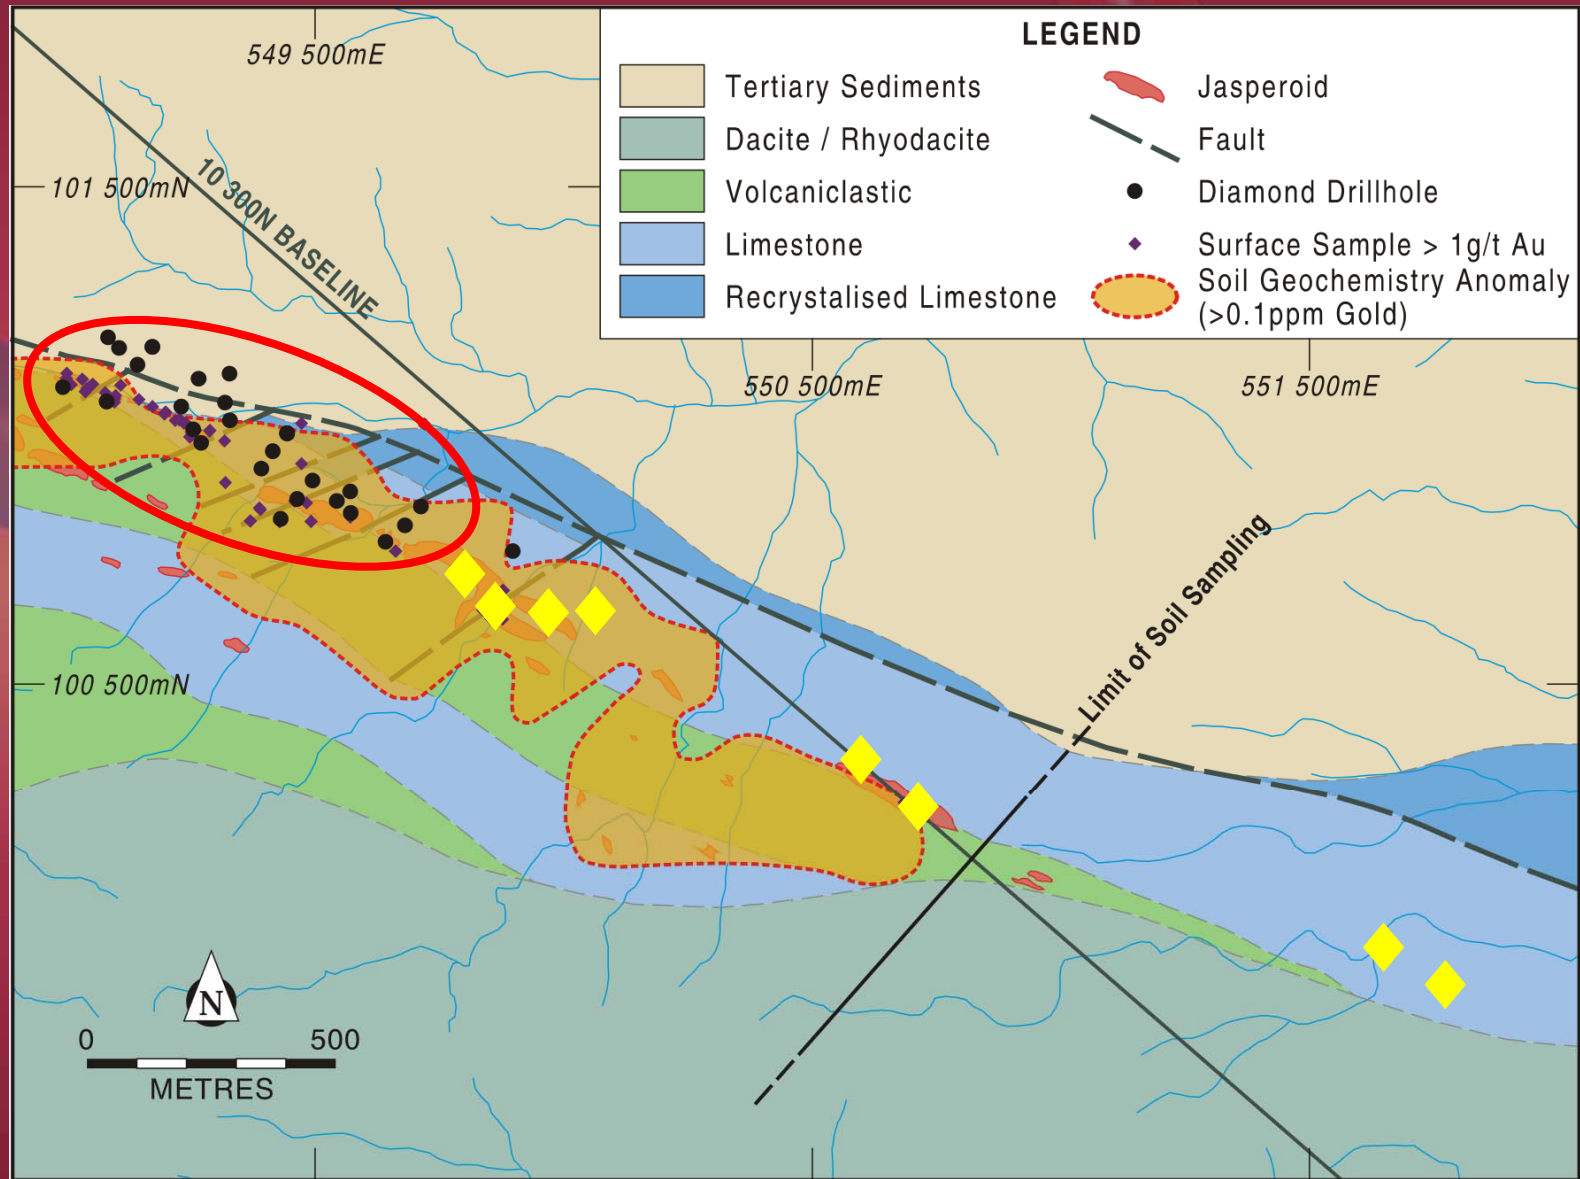 549 500mE
LEGEND
Tertiary Sediments
Jasperoid
Dacite / Rhyodacite
Fault
101 500mN
10 300N BASELINE
Volcaniclastic
Diamond Drillhole
Limestone
Surface Sample > 1g/t Au
Recrystalised Limestone
Soil Geochemistry Anomaly
(>0.1ppm Gold)
550 500mE
551 500mE
Limit of Soil Sampling
100 500mN
N
0 500
METRES